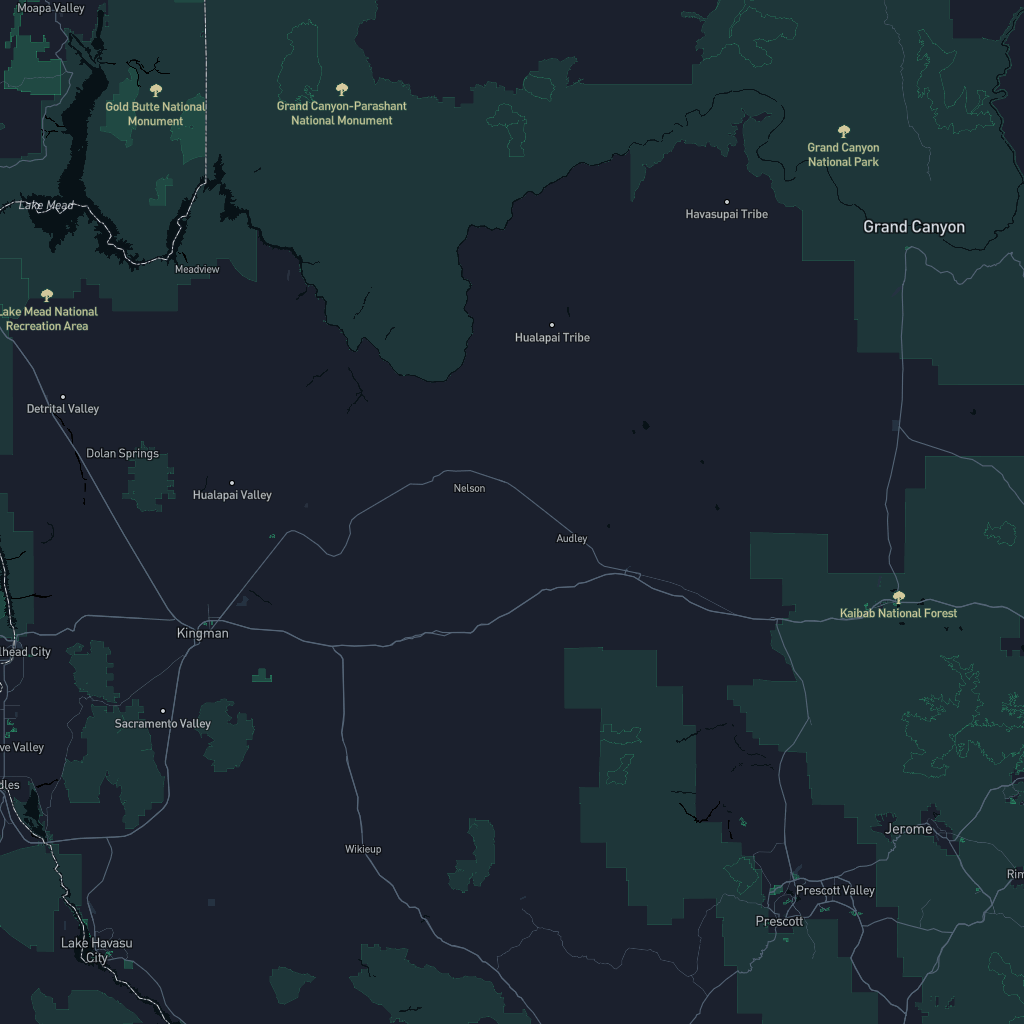 Moapa Valley
Gold Butte National
Monument
Grand Canyon-Parashant
National Monument
Grand Canyon
National Park
Lake Mead
Havasupai Tribe
Grand Canyon
Meadview
Lake Mead National
Recreation Area
Hualapai Tribe
Detrital Valley
Dolan Springs
Hualapai Valley
Nelson
Audley
Kaibab National Forest
Kingman
lhead City
Sacramento Valley
ve Valley
dles
Jerome
Wikieup
Rim
Prescott Valley
Prescott
Lake Havasu
City